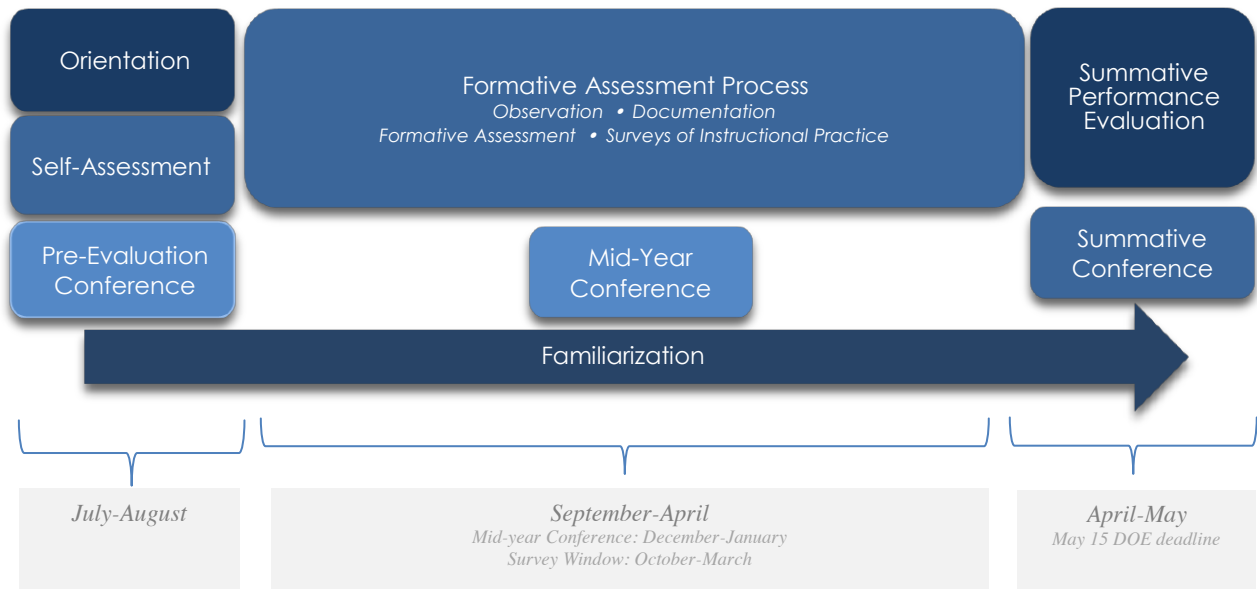 Orientation
Self-Assessment
Pre-Evaluation
Conference
Formative Assessment Process
Observation • Documentation
Formative Assessment • Surveys of Instructional Practice
Mid-Year
Conference
Summative
Performance
Evaluation
Summative
Conference
Familiarization
July-August
September-April
Mid-year Conference: December-January
Survey Window: October-March
April-May
May 15 DOE deadline